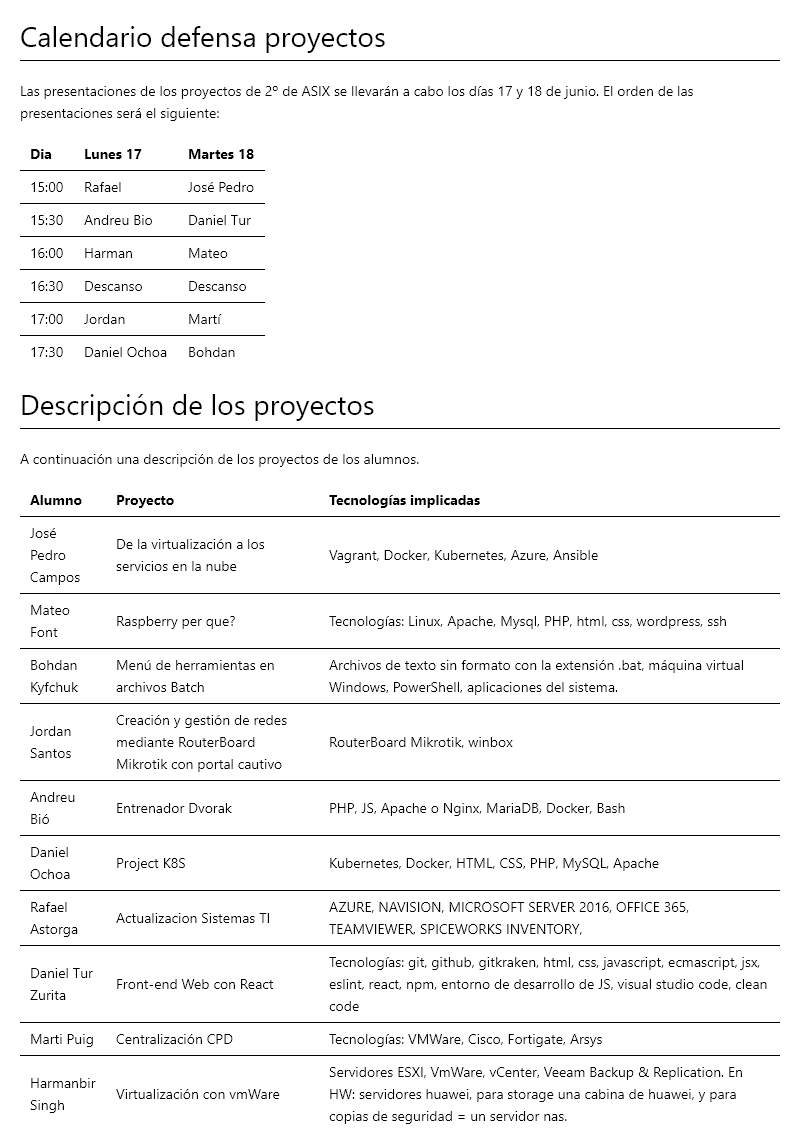 Calendario defensa proyectos
Las presentaciones de los proyectos de 2º de ASIX se llevarán a cabo los días 17 y 18 de junio. El orden de las
presentaciones será el siguiente:
Dia Lunes 17 Martes 18
15:00 Rafael José Pedro
15:30 Andreu Bio Daniel Tur
16:00 Harman Mateo
16:30 Descanso Descanso
17:00 Jordan Martí
17:30 Daniel Ochoa Bohdan
Descripción de los proyectos
A continuación una descripción de los proyectos de los alumnos.
Alumno Proyecto Tecnologías implicadas
José
Pedro
Campos
De la virtualización a los
servicios en la nube
Vagrant, Docker, Kubernetes, Azure, Ansible
Mateo
Font
Raspberry per que?
Tecnologías: Linux, Apache, Mysql, PHP, html, css, wordpress, ssh
Bohdan
Kyfchuk
Menú de herramientas en
archivos Batch
Archivos de texto sin formato con la extensión .bat, máquina virtual
Windows, PowerShell, aplicaciones del sistema.
Jordan
Santos
Creación y gestión de redes
mediante RouterBoard
Mikrotik con portal cautivo
RouterBoard Mikrotik, winbox
Andreu
Bió
Entrenador Dvorak
PHP, JS, Apache o Nginx, MariaDB, Docker, Bash
Daniel
Ochoa
Project K8S
Kubernetes, Docker, HTML, CSS, PHP, MySQL, Apache
Rafael
Astorga
Actualizacion Sistemas TI
AZURE, NAVISION, MICROSOFT SERVER 2016, OFFICE 365,
TEAMVIEWER, SPICEWORKS INVENTORY,
Daniel Tur
Zurita
Front-end Web con React
Tecnologías: git, github, gitkraken, html, css, javascript, ecmascript, jsx,
eslint, react, npm, entorno de desarrollo de JS, visual studio code, clean
code
Marti Puig Centralización CPD Tecnologías: VMWare, Cisco, Fortigate, Arsys
Harmanbir
Singh
Virtualización con vmWare
Servidores ESXI, VmWare, vCenter, Veeam Backup & Replication. En
HW: servidores huawei, para storage una cabina de huawei, y para
copias de seguridad = un servidor nas.